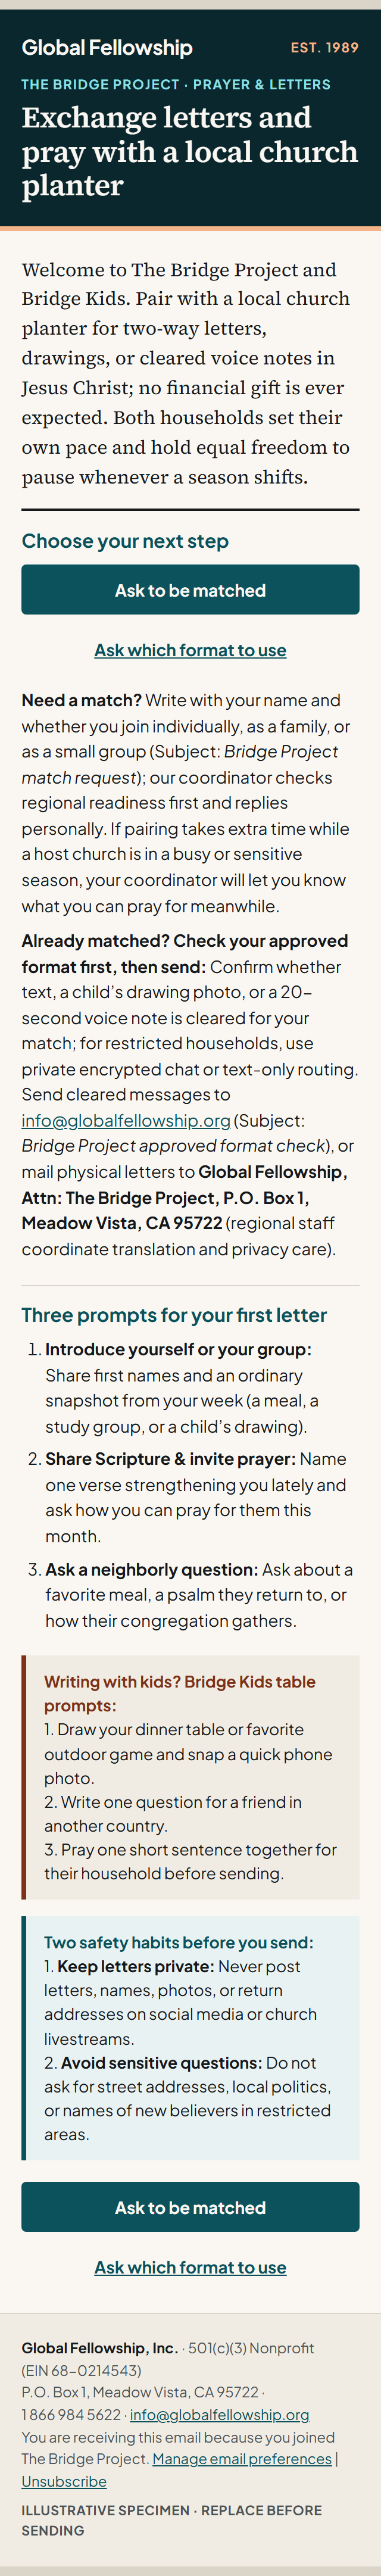 Global Fellowship
EST. 1989
THE BRIDGE PROJECT · PRAYER & LETTERS
Exchange letters and
pray with a local church
planter
Welcome to The Bridge Project and
Bridge Kids. Pair with a local church
planter for two-way letters,
drawings, or cleared voice notes in
Jesus Christ; no financial gift is ever
expected. Both households set their
own pace and hold equal freedom to
pause whenever a season shifts.
Choose your next step
Ask to be matched
Ask which format to use
Need a match? Write with your name and
whether you join individually, as a family, or
as a small group (Subject: Bridge Project
match request); our coordinator checks
regional readiness first and replies
personally. If pairing takes extra time while
a host church is in a busy or sensitive
season, your coordinator will let you know
what you can pray for meanwhile.
Already matched? Check your approved
format first, then send: Confirm whether
text, a child’s drawing photo, or a 20-
second voice note is cleared for your
match; for restricted households, use
private encrypted chat or text-only routing.
Send cleared messages to
info@globalfellowship.org (Subject:
Bridge Project approved format check), or
mail physical letters to Global Fellowship,
Attn: The Bridge Project, P.O. Box 1,
Meadow Vista, CA 95722 (regional staff
coordinate translation and privacy care).
Three prompts for your first letter
1. Introduce yourself or your group:
Share first names and an ordinary
snapshot from your week (a meal, a
study group, or a child’s drawing).
2. Share Scripture & invite prayer: Name
one verse strengthening you lately and
ask how you can pray for them this
month.
3. Ask a neighborly question: Ask about a
favorite meal, a psalm they return to, or
how their congregation gathers.
Writing with kids? Bridge Kids table
prompts:
1. Draw your dinner table or favorite
outdoor game and snap a quick phone
photo.
2. Write one question for a friend in
another country.
3. Pray one short sentence together for
their household before sending.
Two safety habits before you send:
1. Keep letters private: Never post
letters, names, photos, or return
addresses on social media or church
livestreams.
2. Avoid sensitive questions: Do not
ask for street addresses, local politics,
or names of new believers in restricted
areas.
Ask to be matched
Ask which format to use
Global Fellowship, Inc. · 501(c)(3) Nonprofit
(EIN 68-0214543)
P.O. Box 1, Meadow Vista, CA 95722 ·
1 866 984 5622 · info@globalfellowship.org
You are receiving this email because you joined
The Bridge Project. Manage email preferences |
Unsubscribe
ILLUSTRATIVE SPECIMEN · REPLACE BEFORE
SENDING